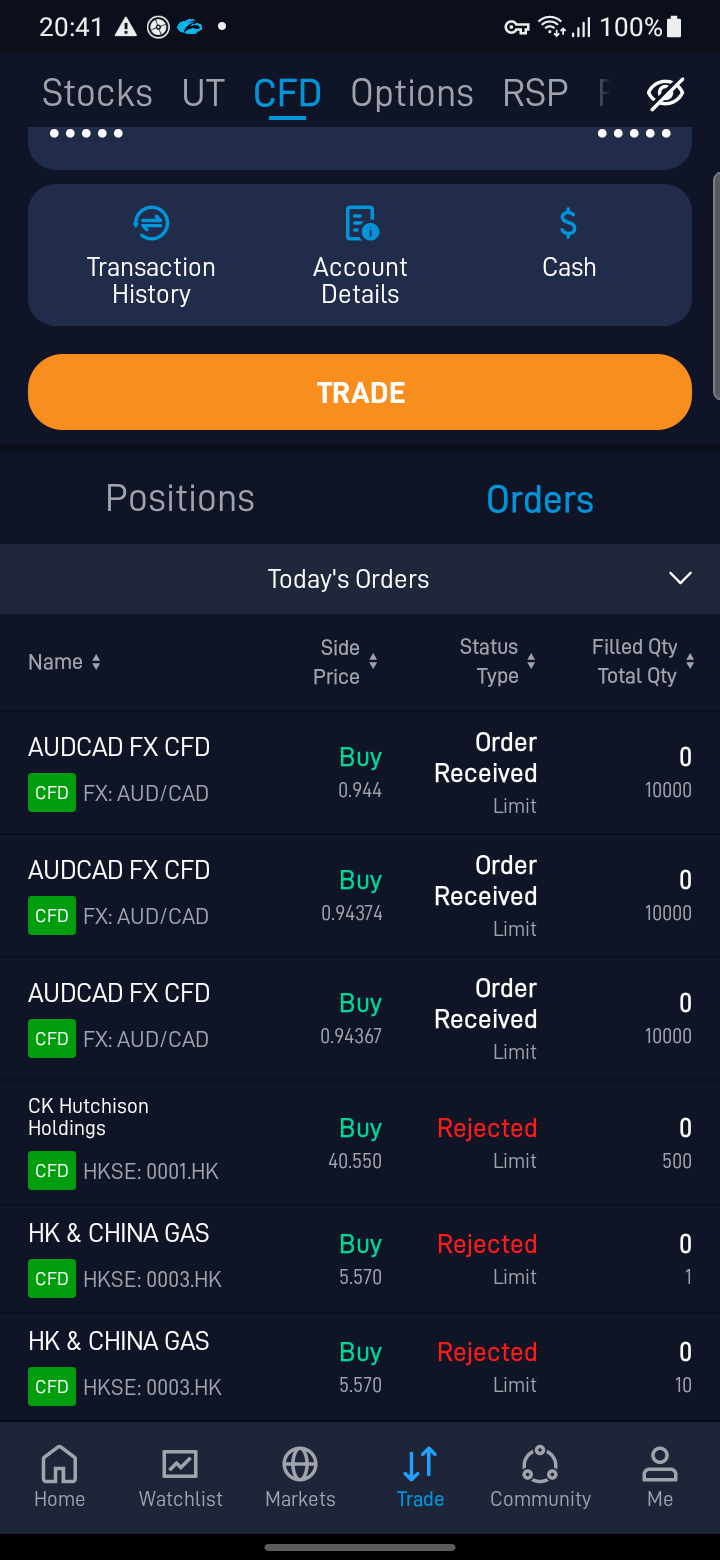 20:41 100%
Stocks UT CFD Options RSP
Transaction
History
Account
Details
Cash
TRADE
Positions Orders
Today's Orders
Name
Side
Price
Status
Type
Filled Qty
Total Qty
AUDCAD FX CFD
CFD FX: AUD/CAD
Buy
0.944
Order
Received
Limit
0
10000
AUDCAD FX CFD
CFD FX: AUD/CAD
Buy
0.94374
Order
Received
Limit
0
10000
AUDCAD FX CFD
CFD FX: AUD/CAD
Buy
0.94367
Order
Received
Limit
0
10000
CK Hutchison
Holdings
CFD HKSE: 0001.HK
Buy
40.550
Rejected
Limit
0
500
HK & CHINA GAS
CFD HKSE: 0003.HK
Buy
5.570
Rejected
Limit
0
1
HK & CHINA GAS
CFD HKSE: 0003.HK
Buy
5.570
Rejected
Limit
0
10
Home Watchlist Markets Trade Community Me